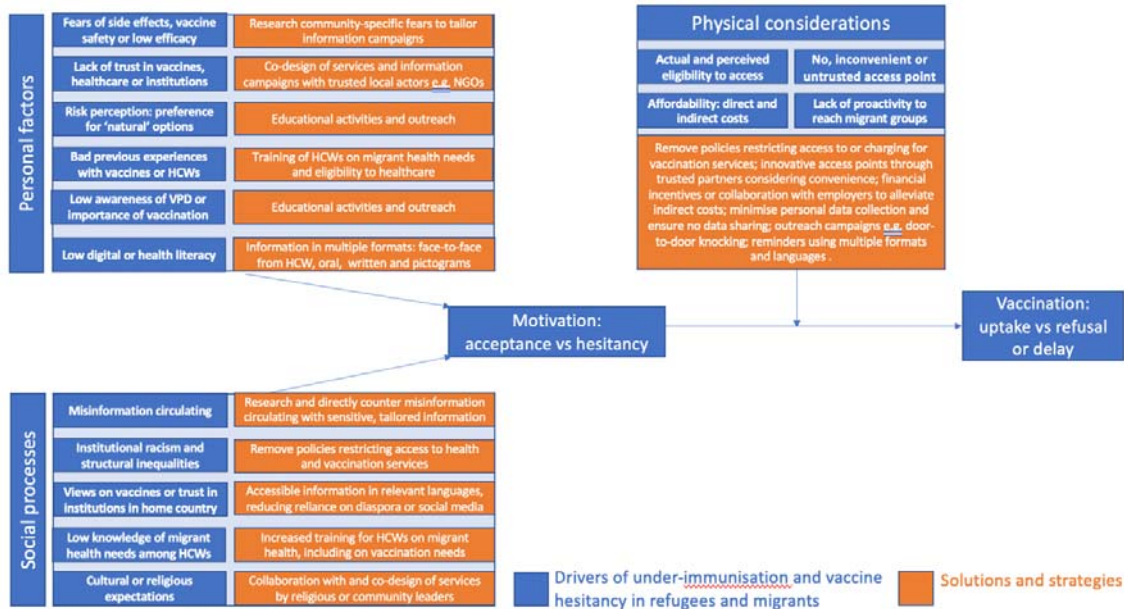 Personal factors
Fears of side effects, vaccine
safety or low efficacy
Research community-specific fears to tailor
information campaigns
Lack of trust in vaccines,
healthcare or institutions
Co-design of services and information
campaigns with trusted local actors e.g. NGOs
Risk perception: preference
for ‘natural’ options
Educational activities and outreach
Bad previous experiences
with vaccines or HCWs
Training of HCWs on migrant health needs
and eligibility to healthcare
Low awareness of VPD or
importance of vaccination
Educational activities and outreach
Low digital or health literacy
Information in multiple formats: face-to-face
from HCW, oral, written and pictograms
Physical considerations
Actual and perceived
eligibility to access
No, inconvenient or
untrusted access point
Affordability: direct and
indirect costs
Lack of proactivity to
reach migrant groups
Remove policies restricting access to or charging for
vaccination services; innovative access points through
trusted partners considering convenience; financial
incentives or collaboration with employers to alleviate
indirect costs; minimise personal data collection and
ensure no data sharing; outreach campaigns e.g. door-
to-door knocking; reminders using multiple formats
and languages .
Motivation:
acceptance vs hesitancy
Vaccination:
uptake vs refusal
or delay
Social processes
Misinformation circulating
Research and directly counter misinformation
circulating with sensitive, tailored information
Institutional racism and
structural inequalities
Remove policies restricting access to health
and vaccination services
Views on vaccines or trust in
institutions in home country
Accessible information in relevant languages,
reducing reliance on diaspora or social media
Low knowledge of migrant
health needs among HCWs
Increased training for HCWs on migrant
health, including on vaccination needs
Cultural or religious
expectations
Collaboration with and co-design of services
by religious or community leaders
Drivers of under-immunisation and vaccine
hesitancy in refugees and migrants
Solutions and strategies